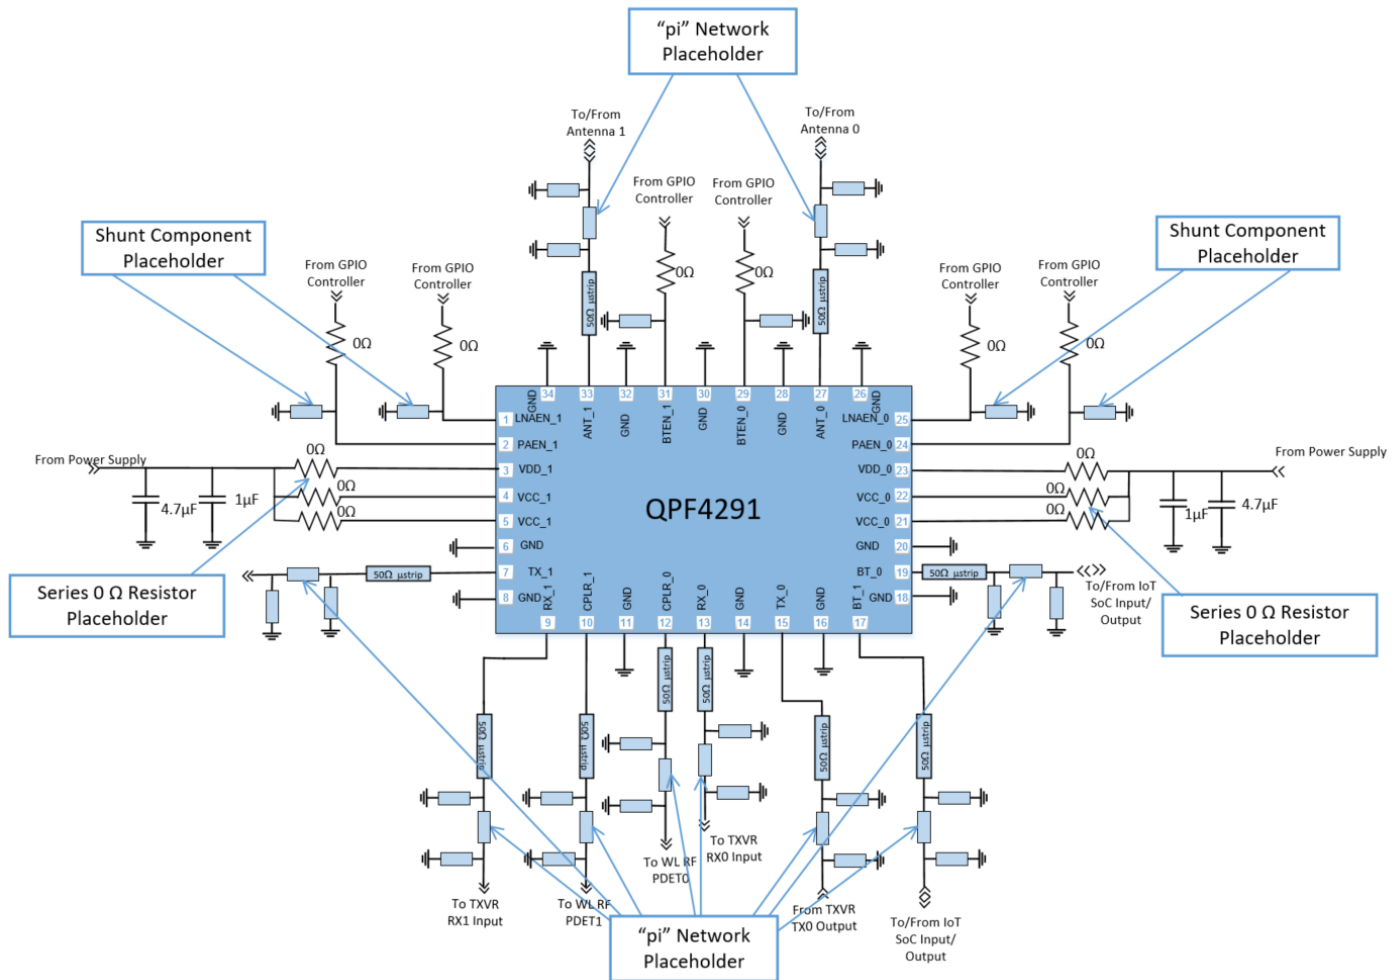 “pi” Network
Placeholder
To/From
Antenna 1
To/From
Antenna 0
From GPIO
Controller
From GPIO
Controller
Shunt Component
Placeholder
Shunt Component
Placeholder
From GPIO
Controller
From GPIO
Controller
From GPIO
Controller
From GPIO
Controller
0Ω
0Ω
0Ω
0Ω
0Ω
0Ω
50Ω µstrip
50Ω µstrip
34
33
32
31
30
29
28
27
26
GND
ANT_1
GND
BTEN_1
GND
BTEN_0
GND
ANT_0
GND
1
LNAEN_1
2
PAEN_1
3
VDD_1
4
VCC_1
5
VCC_1
6
GND
7
TX_1
8
GND
25
LNAEN_0
24
PAEN_0
23
VDD_0
22
VCC_0
21
VCC_0
20
GND
19
BT_0
18
GND
QPF4291
From Power Supply
0Ω
0Ω
0Ω
4.7µF
1µF
From Power Supply
0Ω
0Ω
0Ω
1µF
4.7µF
Series 0 Ω Resistor
Placeholder
50Ω µstrip
50Ω µstrip
To/From IoT
SoC Input/
Output
Series 0 Ω Resistor
Placeholder
RX_1
CPLR_1
GND
CPLR_0
RX_0
GND
TX_0
GND
BT_1
9
10
11
12
13
14
15
16
17
50Ω µstrip
50Ω µstrip
50Ω µstrip
50Ω µstrip
50Ω µstrip
50Ω µstrip
To TXVR
RX1 Input
To WL RF
PDET1
To WL RF
PDET0
To TXVR
RX0 Input
From TXVR
TX0 Output
To/From IoT
SoC Input/
Output
“pi” Network
Placeholder